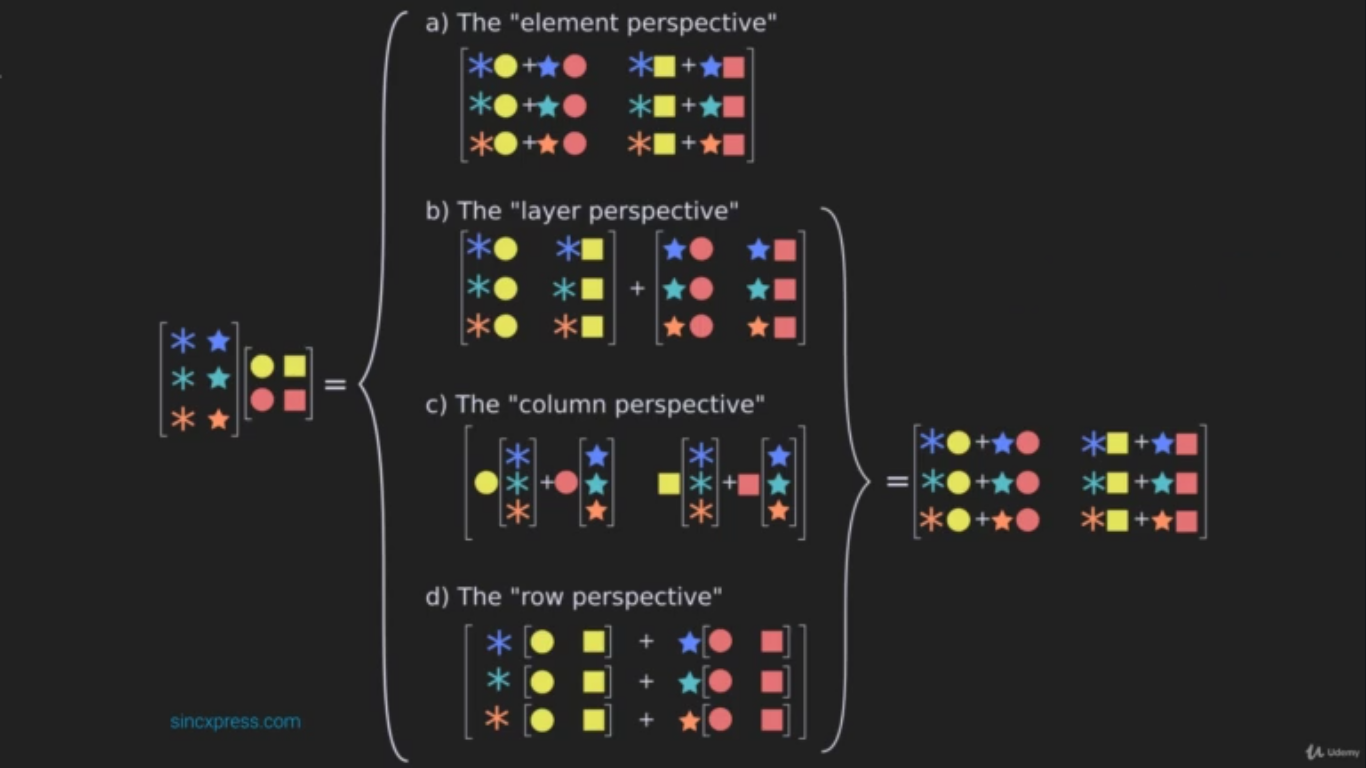 a) The "element perspective"
b) The "layer perspective"
c) The "column perspective"
d) The "row perspective"
sincxpress.com
Udemy